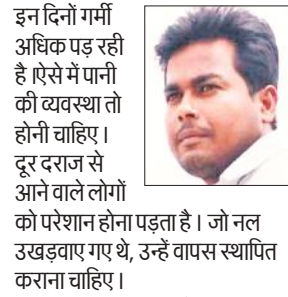 इन दिनों गर्मी
अधिक पड़ रही
है ।ऐसे में पानी
की व्यवस्था तो
होनी चाहिए ।
दूर दराज से
आने वाले लोगों
को परेशान होना पड़ता है । जो नल
उखड़वाए गए थे, उन्हें वापस स्थापित
कराना चाहिए ।